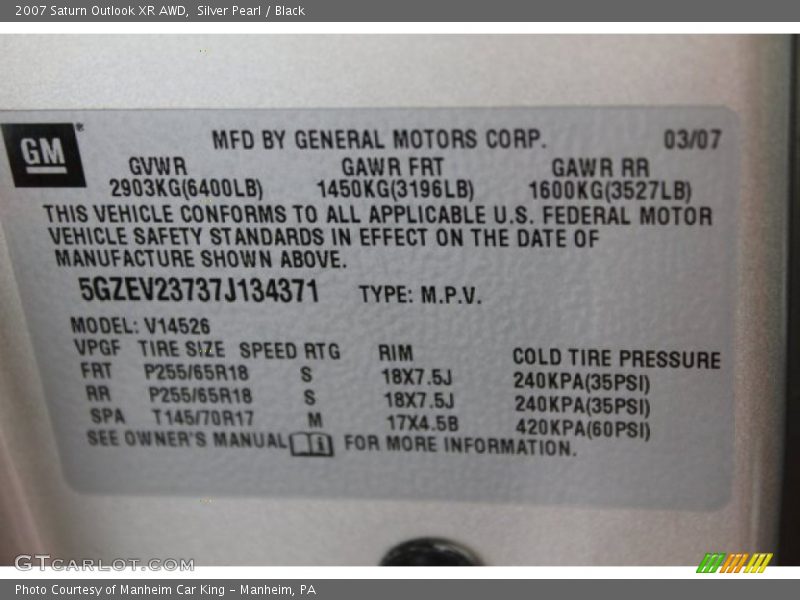 2007 Saturn Outlook XR AWD,  Silver Pearl / Black
GM®
MFD BY GENERAL MOTORS CORP. 03/07
GVWR GAWR FRT GAWR RR
2903KG(6400LB) 1450KG(3196LB) 1600KG(3527LB)
THIS VEHICLE CONFORMS TO ALL APPLICABLE U.S. FEDERAL MOTOR
VEHICLE SAFETY STANDARDS IN EFFECT ON THE DATE OF
MANUFACTURE SHOWN ABOVE.
5GZEV23737J134371 TYPE: M.P.V.
MODEL: V14526
VPGF TIRE SIZE SPEED RTG RIM COLD TIRE PRESSURE
FRT P255/65R18 S 18X7.5J 240KPA(35PSI)
RR P255/65R18 S 18X7.5J 240KPA(35PSI)
SPA T145/70R17 M 17X4.5B 420KPA(60PSI)
SEE OWNER'S MANUAL i FOR MORE INFORMATION.
GTCARLOT.COM
Photo Courtesy of Manheim Car King - Manheim, PA